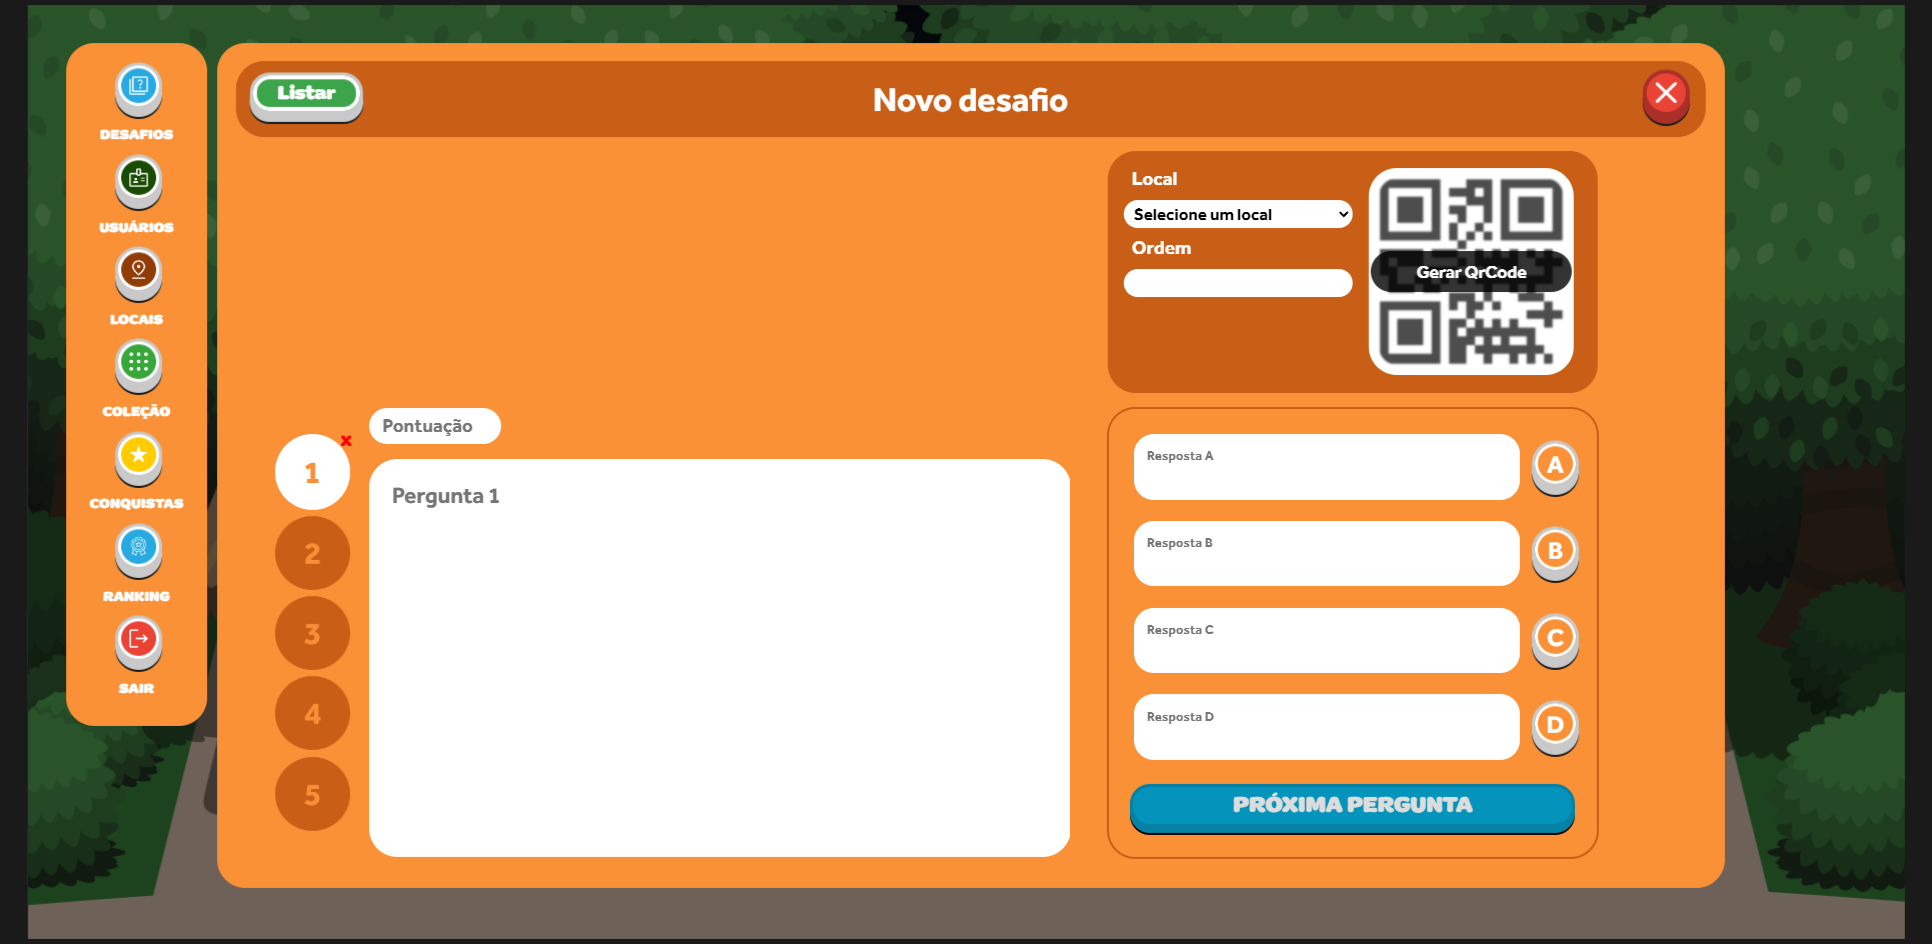 DESAFIOS
USUÁRIOS
LOCAIS
COLEÇÃO
CONQUISTAS
RANKING
SAIR
Listar
Novo desafio
Local
Selecione um local
Ordem
Gerar QrCode
Pontuação
x
1
2
3
4
5
Pergunta 1
Resposta A
A
Resposta B
B
Resposta C
C
Resposta D
D
PRÓXIMA PERGUNTA